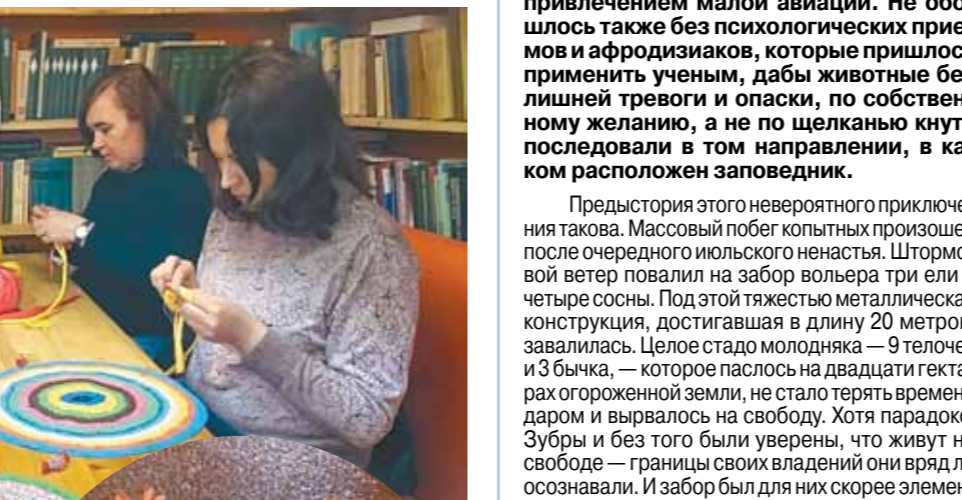 привлечением малой авиации. Не обо
шлось также без психологических прие
мов и афродизиаков, которые пришлос
применить ученым, дабы животные бе
лишней тревоги и опаски, по собствен
ному желанию, а не по щелканью кнут
последовали в том направлении, в ка
ком расположен заповедник.
Предыстория этого невероятного приключе
ния такова. Массовый побег копытных произоше
после очередного июльского ненастья. Штормо
вой ветер повалил на забор вольера три ели
четыре сосны. Под этой тяжестью металлическа
конструкция, достигавшая в длину 20 метро
завалилась. Целое стадо молодняка — 9 телоче
и 3 бычка, — которое паслось на двадцати гекта
рах огороженной земли, не стало терять времен
даром и вырвалось на свободу. Хотя парадок
Зубры и без того были уверены, что живут н
свободе — границы своих владений они вряд л
осознавали. И забор был для них скорее элемен